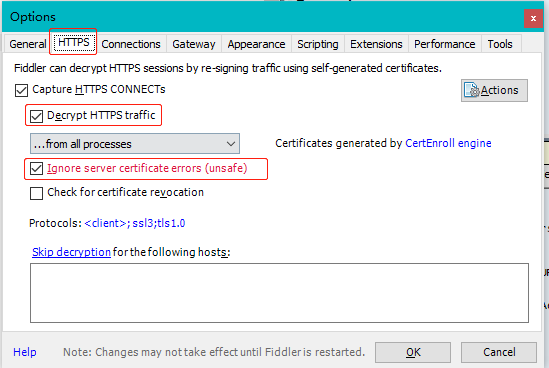 Options
x
General HTTPS Connections Gateway Appearance Scripting Extensions Performance Tools
Fiddler can decrypt HTTPS sessions by re-signing traffic using self-generated certificates.
Capture HTTPS CONNECTs
Actions
Decrypt HTTPS traffic
...from all processes
Certificates generated by CertEnroll engine
Ignore server certificate errors (unsafe)
Check for certificate revocation
Protocols: <client>;ssl3;tls1.0
Skip decryption for the following hosts:
Help Note: Changes may not take effect until Fiddler is restarted. OK Cancel